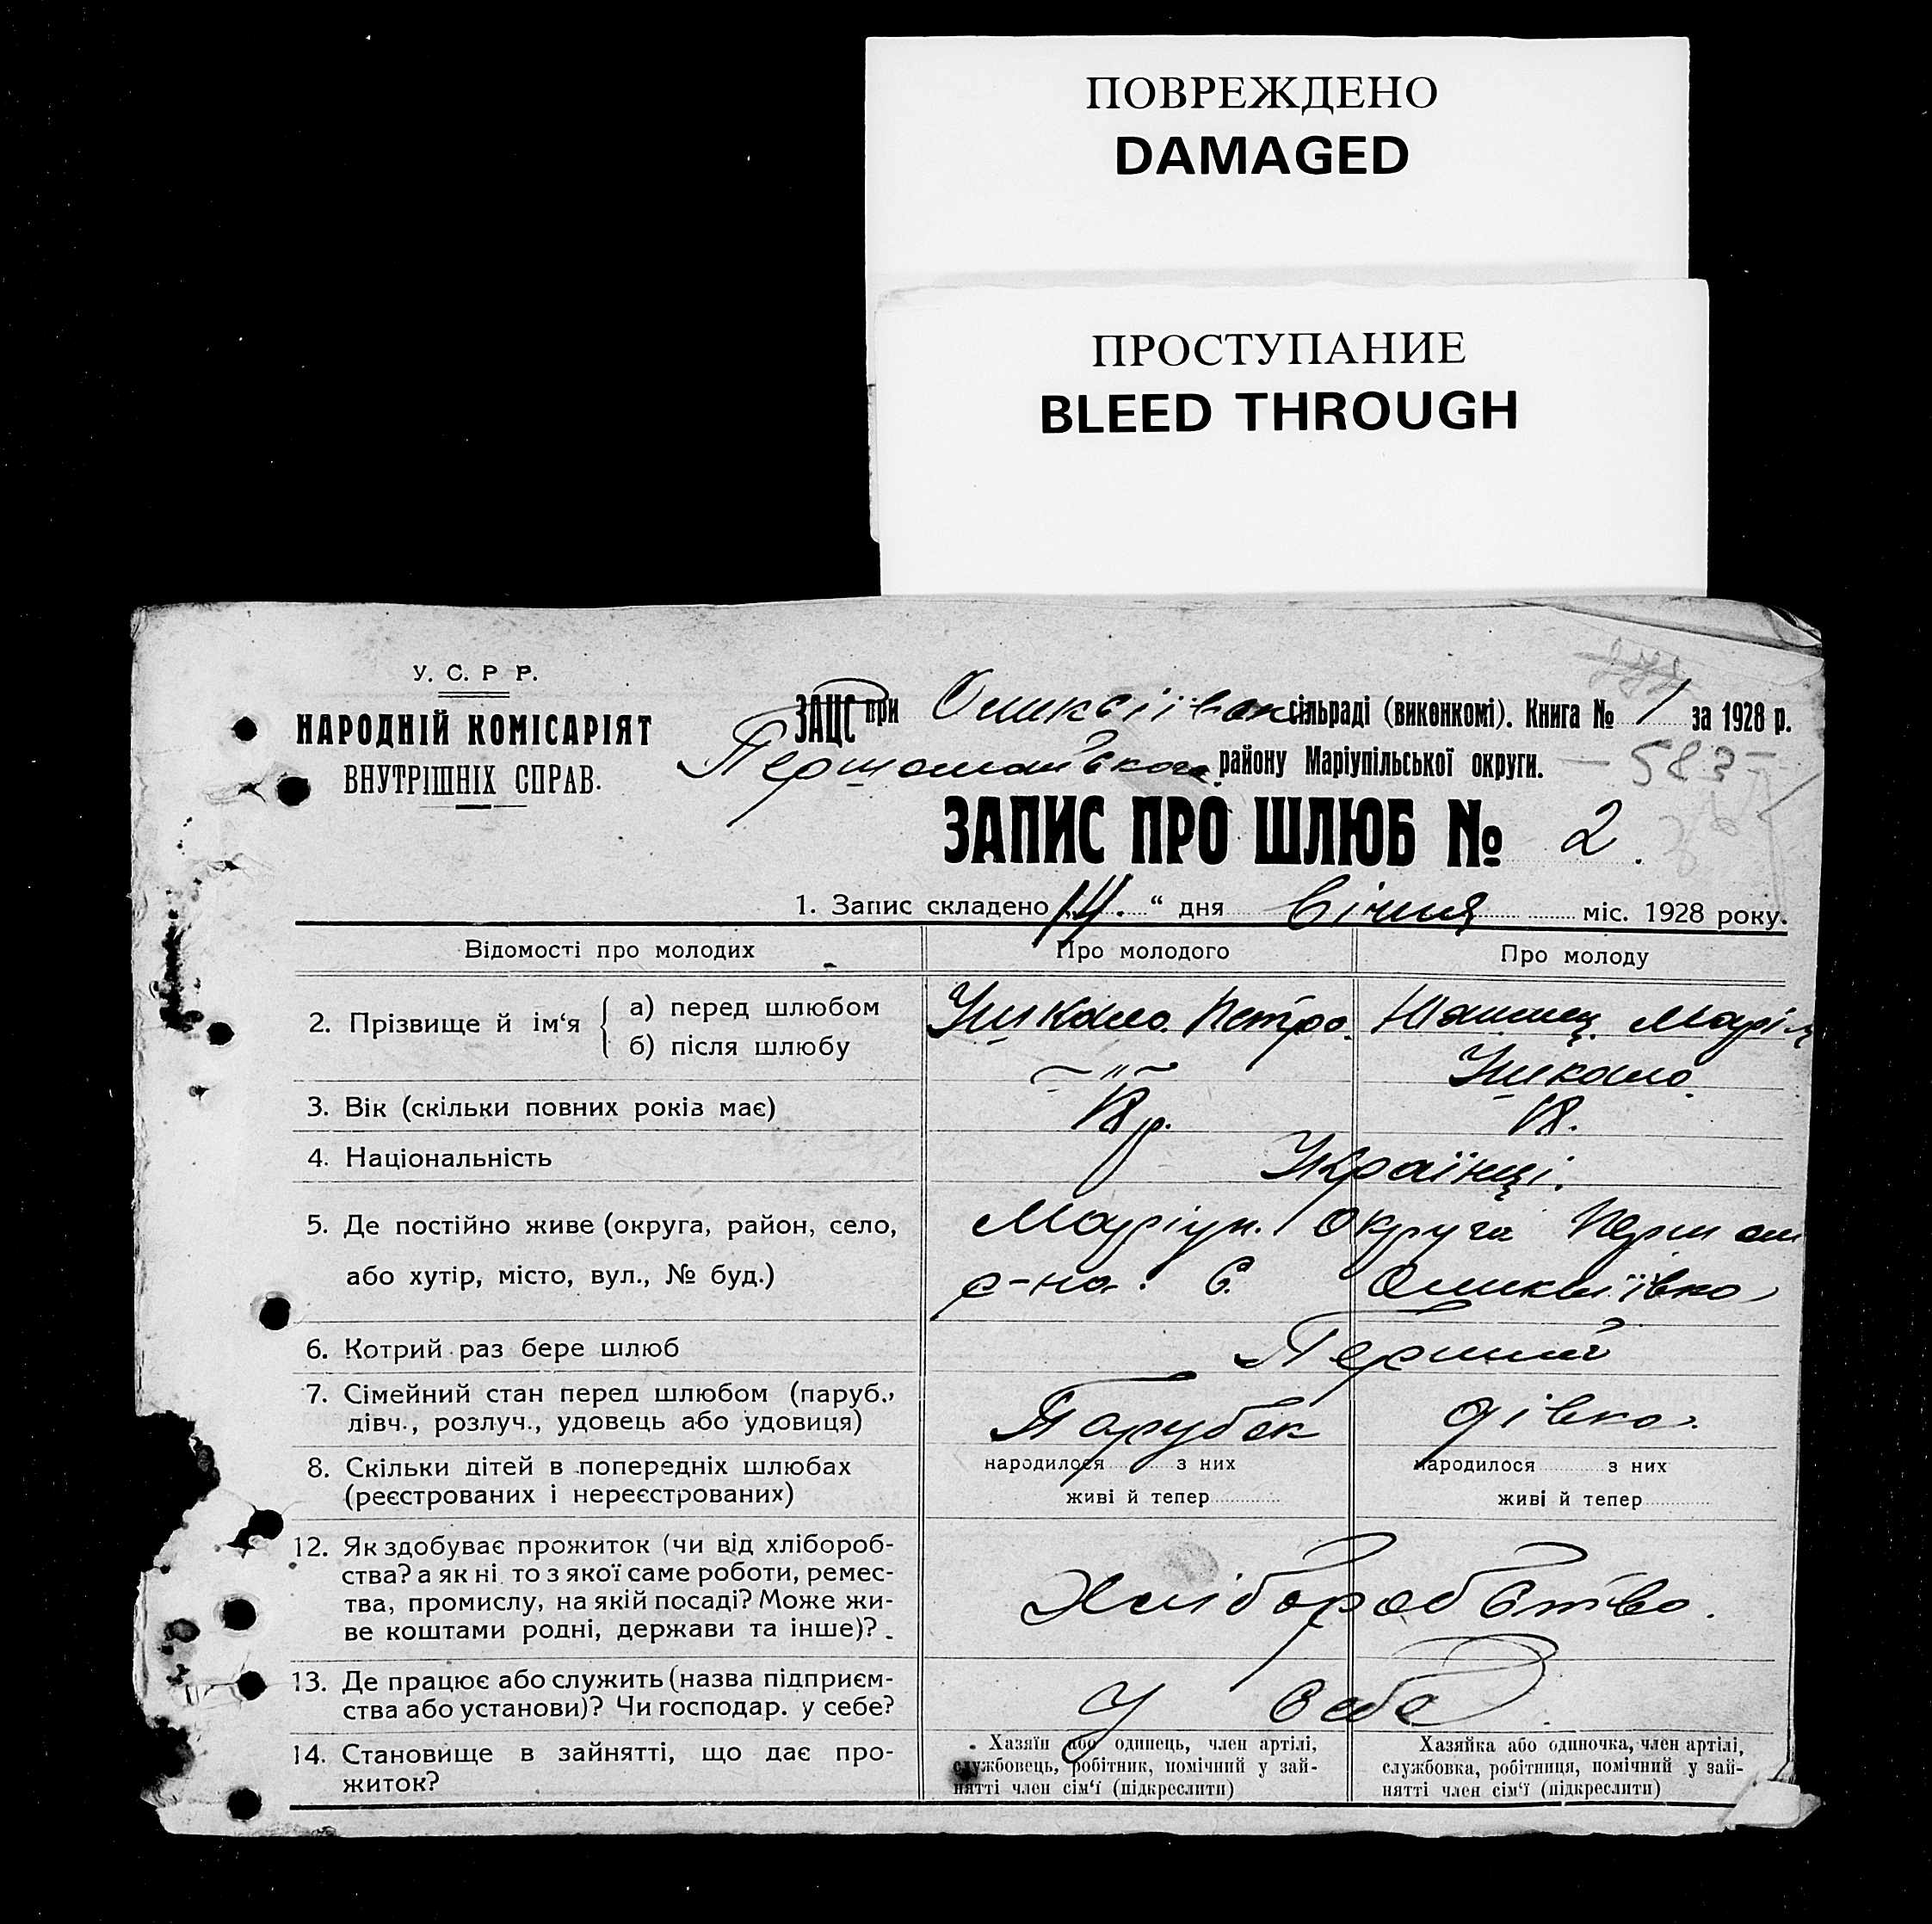 ПОВРЕЖДЕНО
DAMAGED
ПРОСТУПАНИЕ
BLEED THROUGH
У. С. Р Р.
НАРОДНІЙ КОМІСАРІЯТ
ВНУТРІШНІХ СПРАВ.
ЗАЦС при сільраді (виконкомі). Книга № 1 за 1928 р.
Першомайського району Маріупільської округи.
ЗАПИС ПРО ШЛЮБ № 2.
1. Запис складено 14. “ дня Січня міс. 1928 року.
Відомості про молодих Про молодого Про молоду
2. Прізвище й ім‘я а) перед шлюбом Петро Марія
б) після шлюбу — " —
3. Вік (скільки повних років має) 18 р. 18.
4. Національність Українці.
5. Де постійно живе (округа, район, село, Маріуп. округа Першом
або хутір, місто, вул., № буд.) р-на. С.
6. Котрий раз бере шлюб Перший
7. Сімейний стан перед шлюбом (паруб., Парубок дівка.
дівч., розлуч., удовець або удовиця)
8. Скільки дітей в попередніх шлюбах народилося з них народилося з них
(реєстрованих і нереєстрованих) живі й тепер живі й тепер
12. Як здобуває прожиток (чи від хлібороб-
ства? а як ні, то з якої саме роботи, ремес-
тва, промислу, на якій посаді? Може жи- Хліборобство.
ве коштами родні, держави та інше)?
13. Де працює або служить (назва підприєм-
ства або установи)? Чи господар. у себе? У себе
14. Становище в зайнятті, що дає про- Хазяїн або одинець, член артілі, Хазяйка або одиночка, член артілі,
житок? службовець, робітник, помічний у зай- службовка, робітниця, помічний у зай-
нятті член сім‘ї (підкреслити) нятті член сім‘ї (підкреслити)